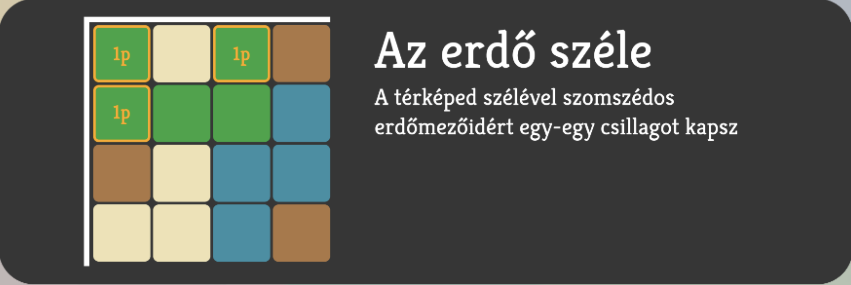 1p 1p
1p
Az erdő széle
A térképed szélével szomszédos
erdőmezőidért egy-egy csillagot kapsz